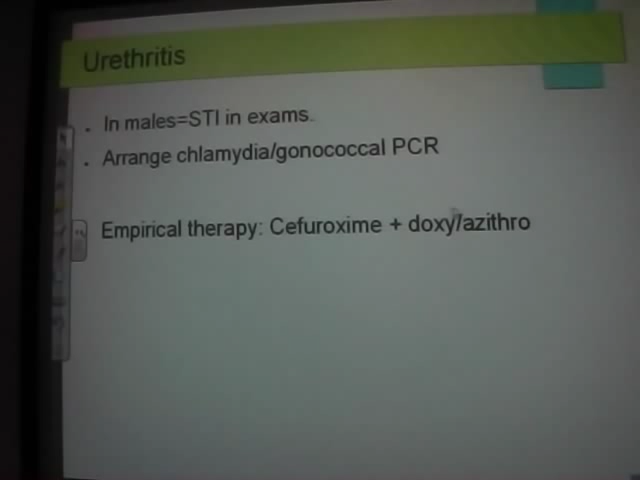 Urethritis
. In males=STI in exams.
. Arrange chlamydia/gonococcal PCR
Empirical therapy: Cefuroxime + doxy/azithro